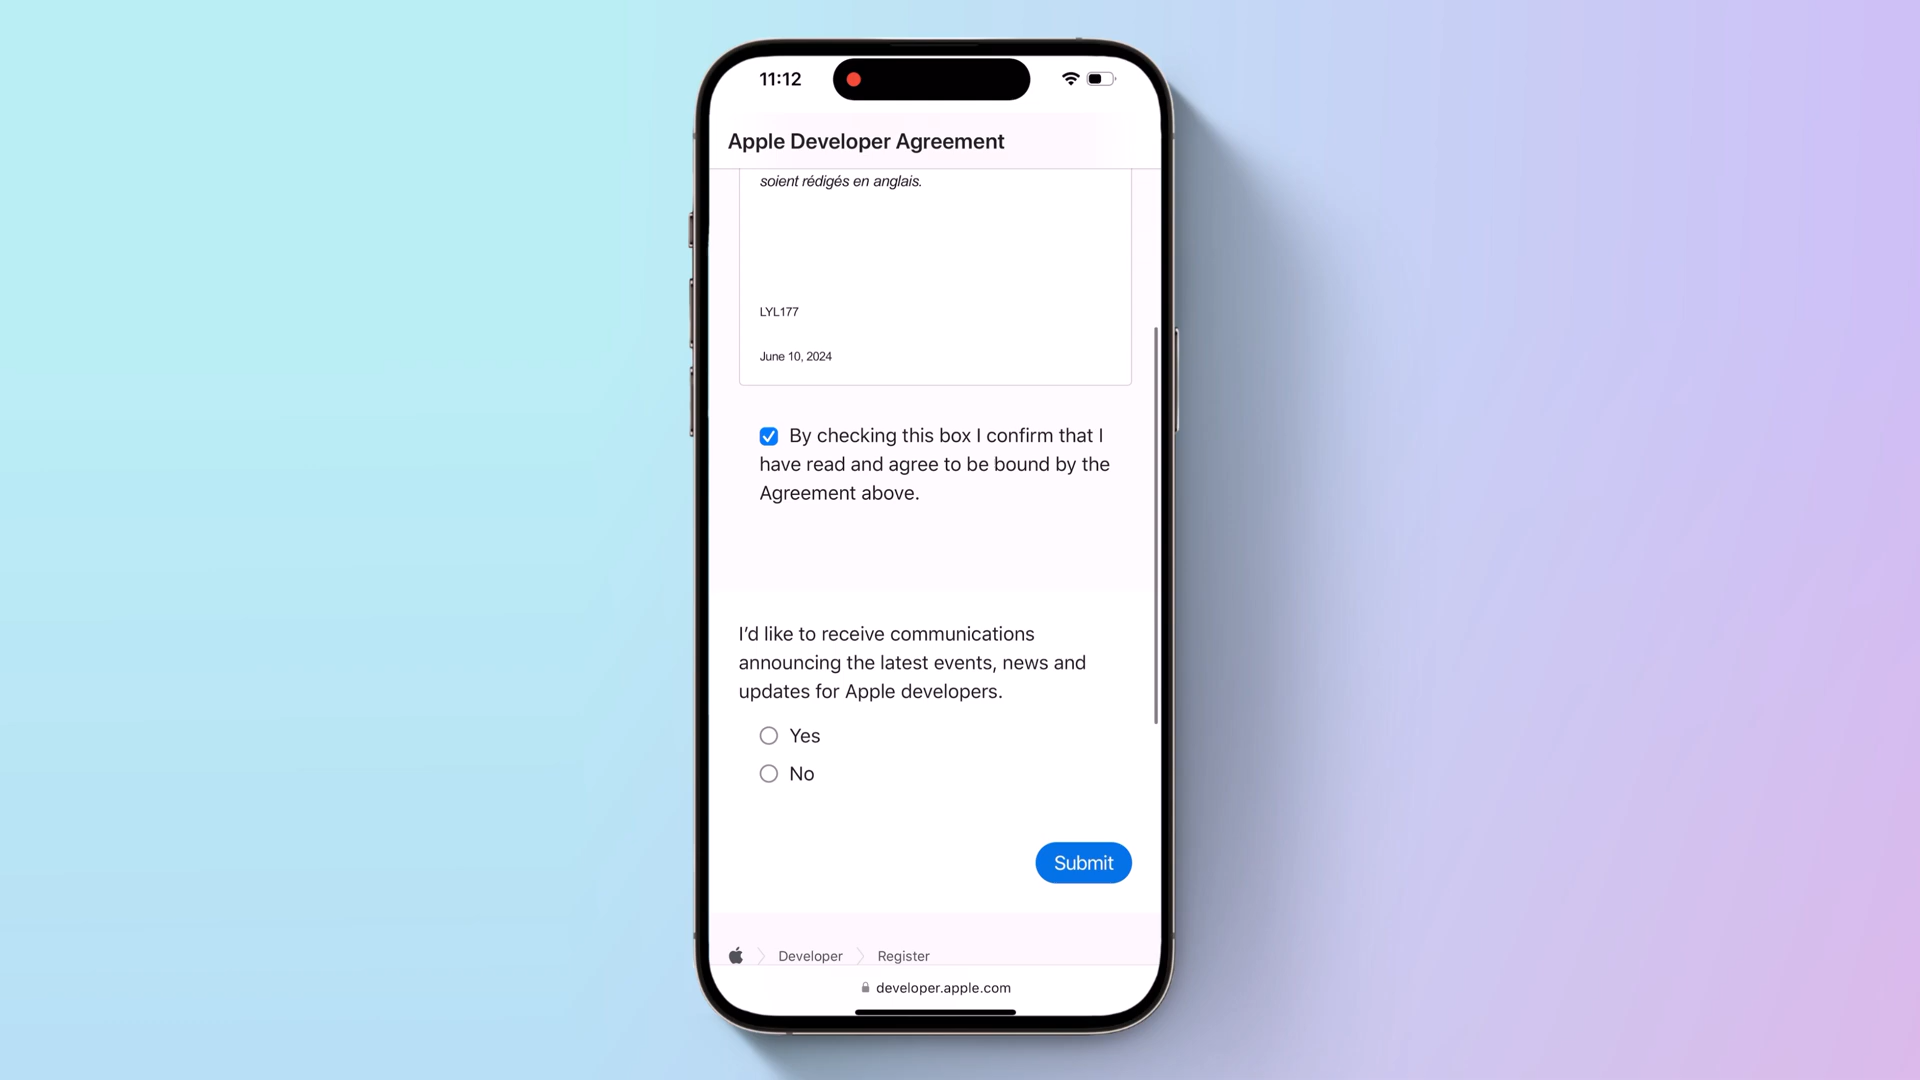 11:12
Apple Developer Agreement
soient rédigés en anglais.
LYL177
June 10, 2024
By checking this box I confirm that I
have read and agree to be bound by the
Agreement above.
I’d like to receive communications
announcing the latest events, news and
updates for Apple developers.
Yes
No
Submit
Developer
Register
developer.apple.com